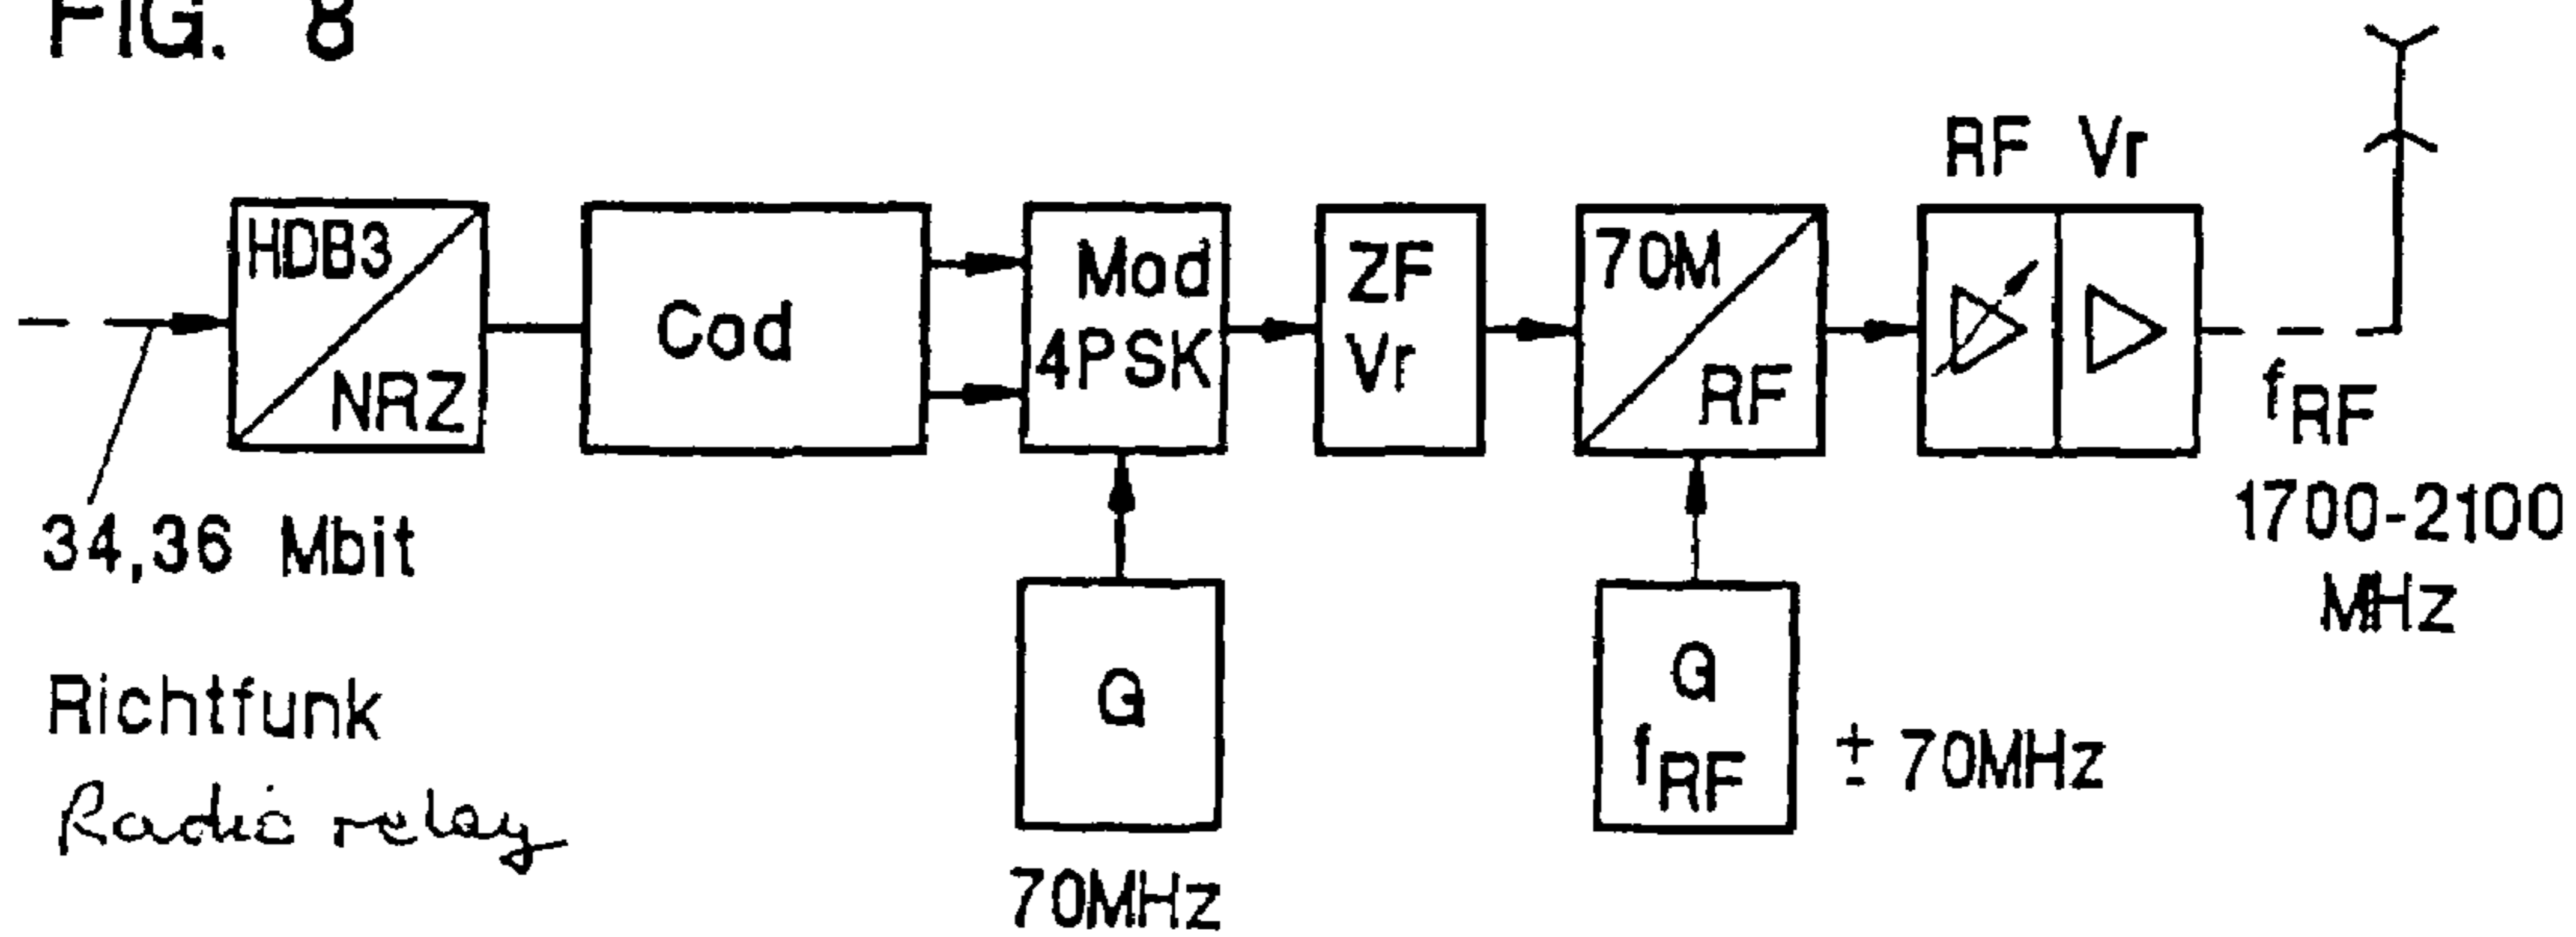 FIG. 8
HDB3
NRZ
Cod
Mod
4PSK
ZF
Vr
70M
RF
RF Vr
fRF
1700-2100
MHz
34,36 Mbit
G
70MHz
G
fRF
± 70MHz
Richtfunk
Radio relay